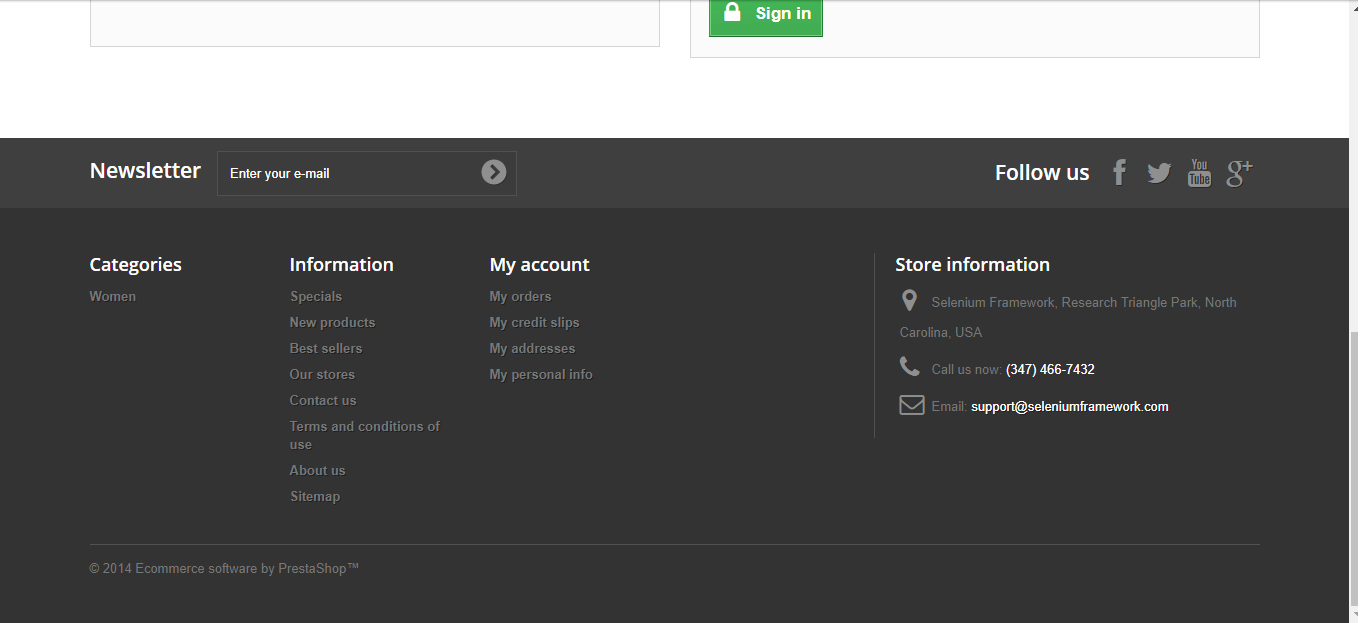 Sign in
Newsletter
Enter your e-mail
Follow us
You
Tube
g+
Categories
Women
Information
Specials
New products
Best sellers
Our stores
Contact us
Terms and conditions of
use
About us
Sitemap
My account
My orders
My credit slips
My addresses
My personal info
Store information
Selenium Framework, Research Triangle Park, North
Carolina, USA
Call us now: (347) 466-7432
Email: support@seleniumframework.com
© 2014 Ecommerce software by PrestaShop™